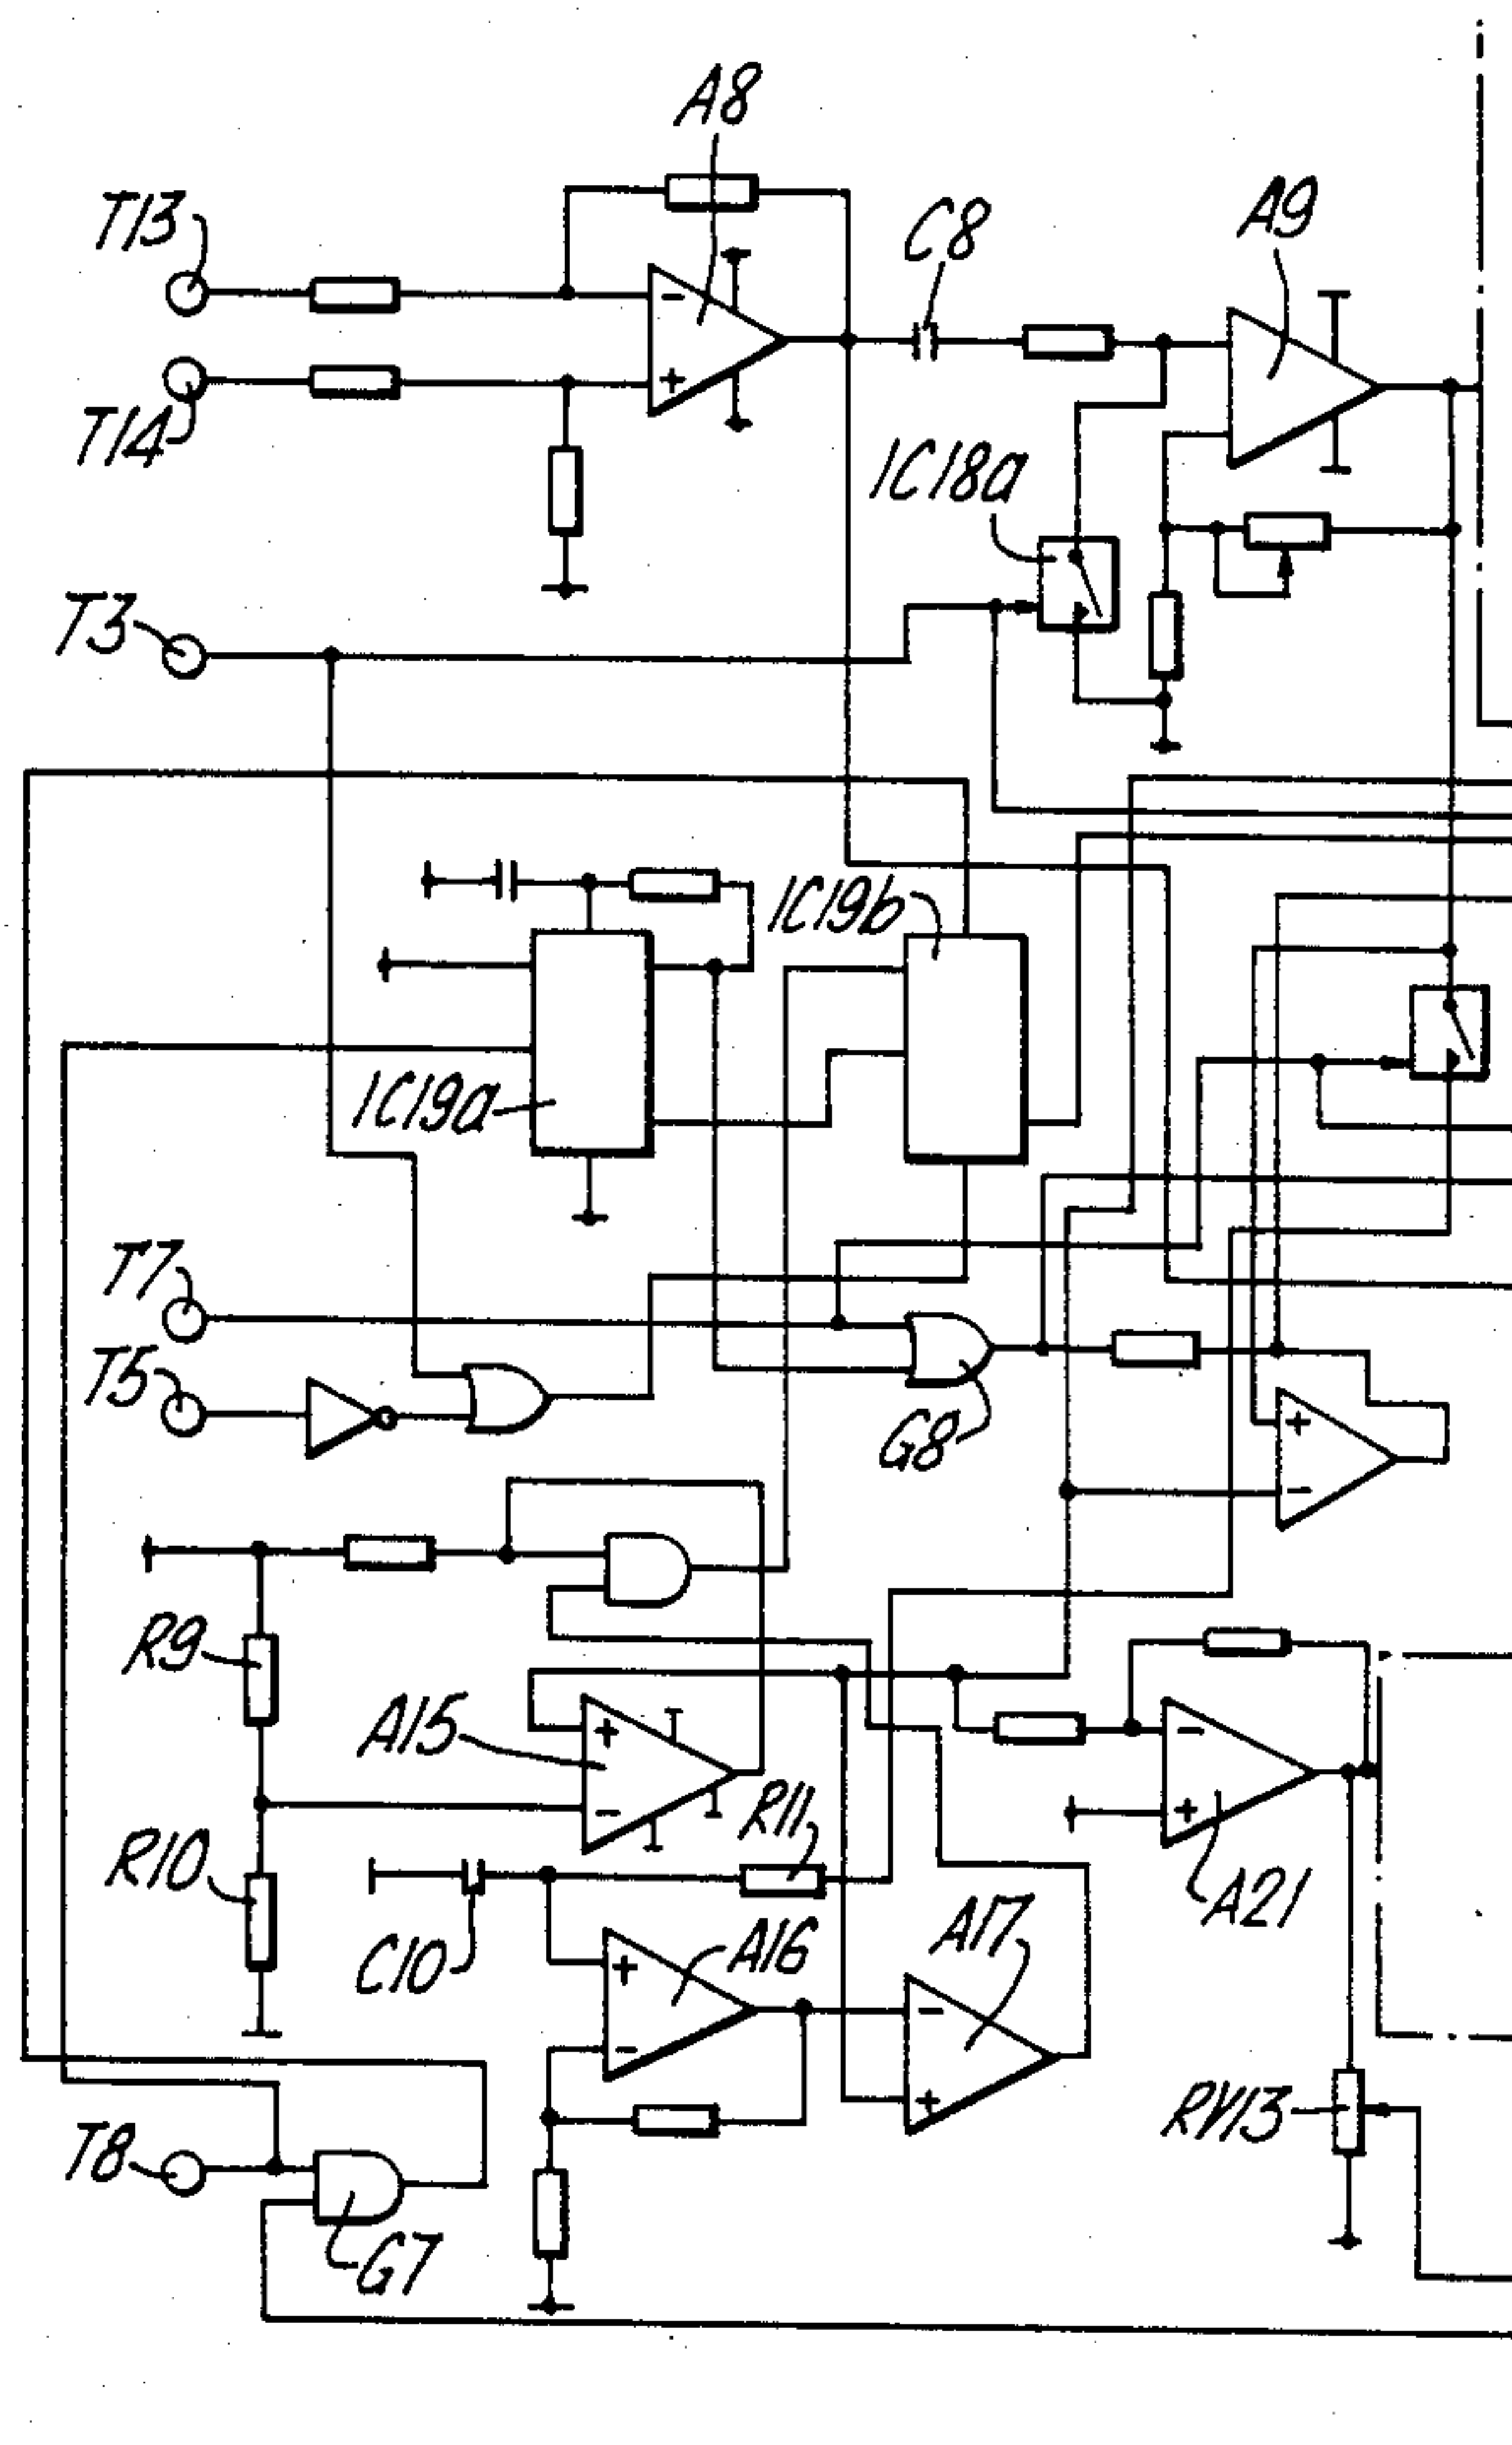 A8
T13
C8
A9
T14
IC18a
T3
IC19b
IC19a
T7
T5
G8
R9
A15
R11
R10
A21
A17
A16
C10
RV13
T8
G7